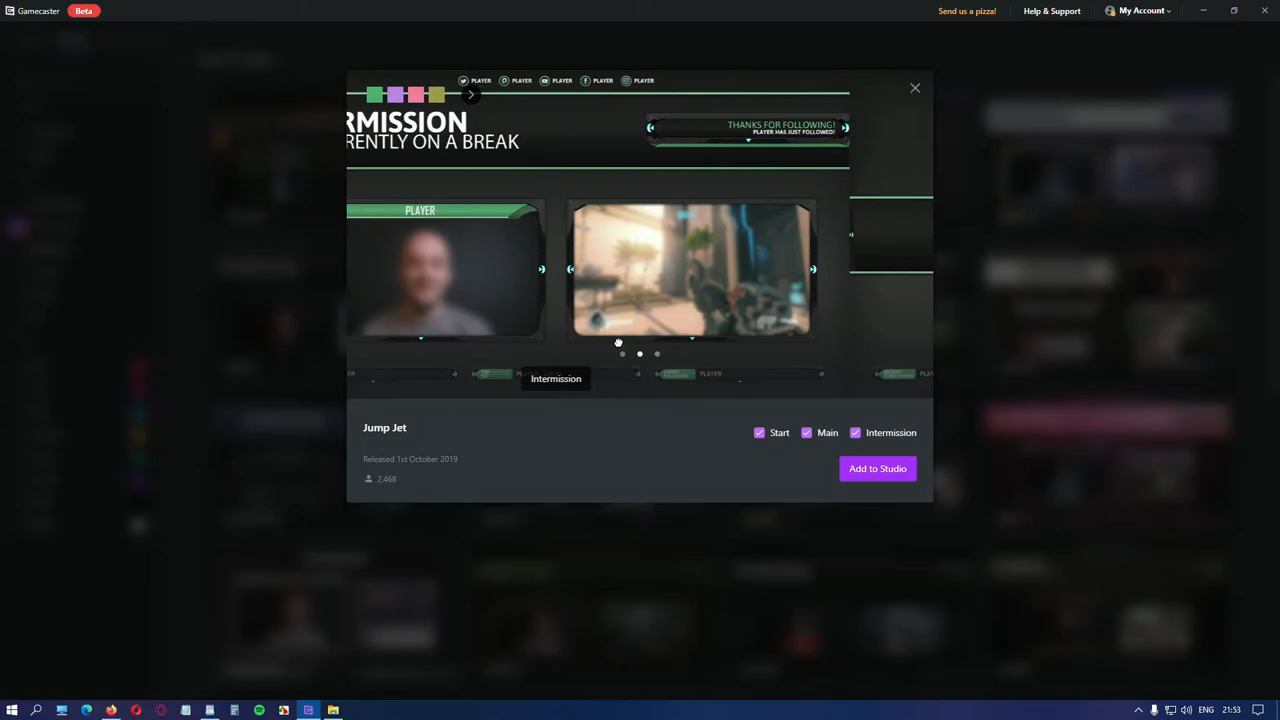 Gamecaster
Beta
Send us a pizza!
Help & Support
My Account
PLAYER
PLAYER
PLAYER
PLAYER
PLAYER
RMISSION
RENTLY ON A BREAK
THANKS FOR FOLLOWING!
PLAYER HAS JUST FOLLOWED!
PLAYER
PLAYER
Intermission
Jump Jet
Start
Main
Intermission
Released 1st October 2019
2,468
Add to Studio
ENG
21:53